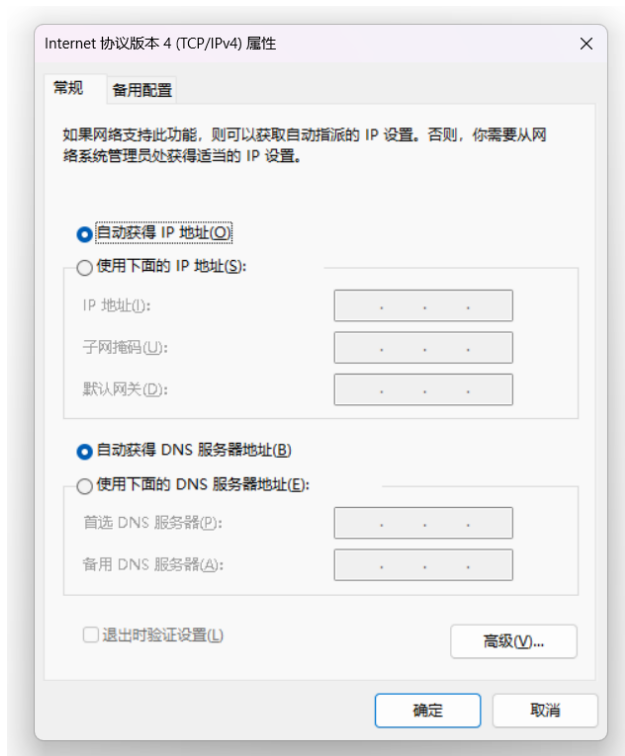 Internet 协议版本 4 (TCP/IPv4) 属性
常规
备用配置
如果网络支持此功能，则可以获取自动指派的 IP 设置。否则，你需要从网
络系统管理员处获得适当的 IP 设置。
自动获得 IP 地址(O)
使用下面的 IP 地址(S):
IP 地址(I):
子网掩码(U):
默认网关(D):
自动获得 DNS 服务器地址(B)
使用下面的 DNS 服务器地址(E):
首选 DNS 服务器(P):
备用 DNS 服务器(A):
退出时验证设置(L)
高级(V)...
确定
取消